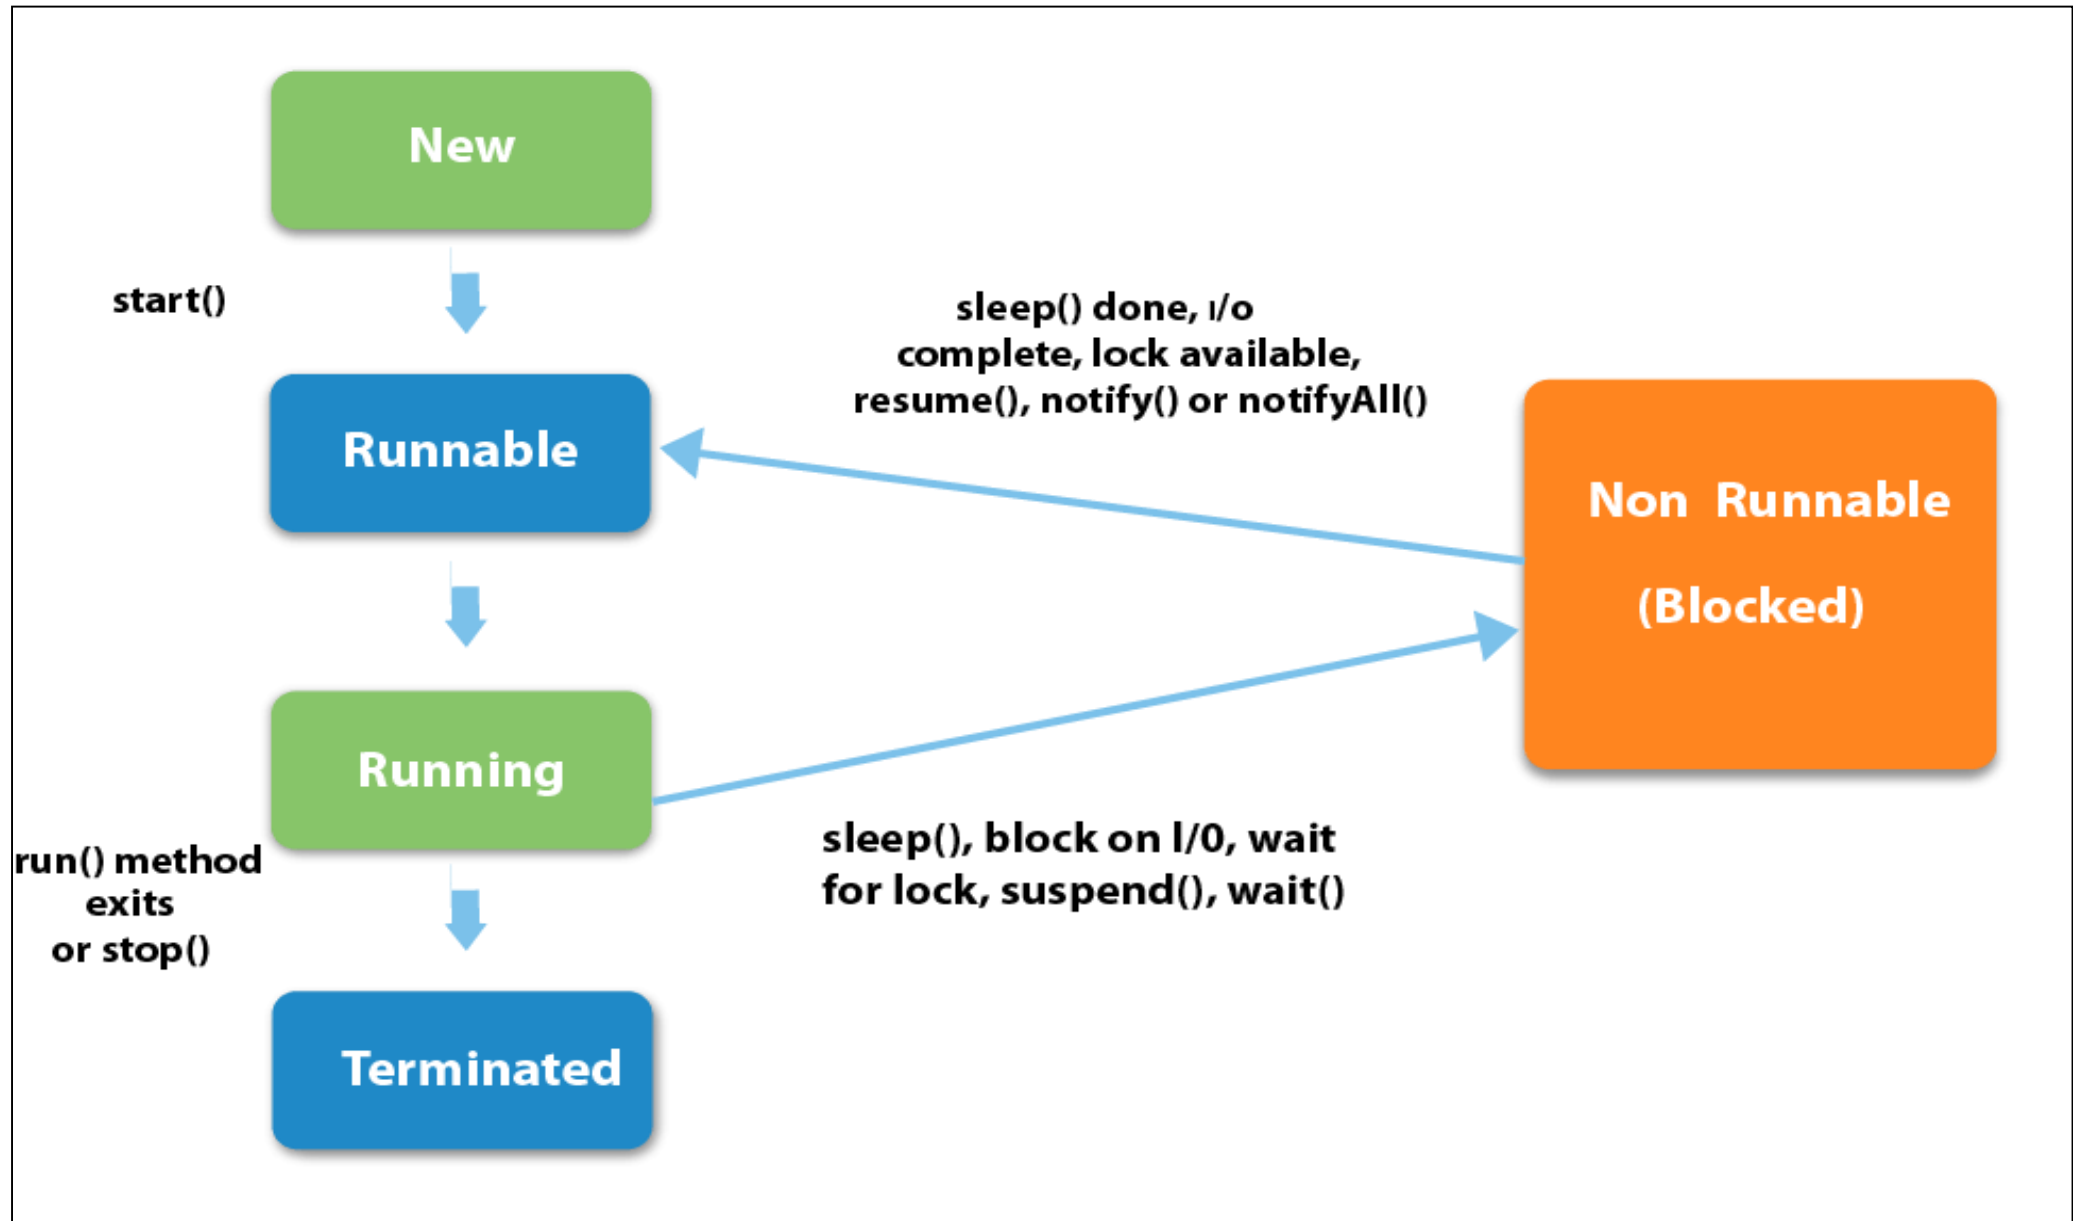 New
start()
sleep() done, I/o
complete, lock available,
resume(), notify() or notifyAll()
Runnable
Non Runnable
(Blocked)
Running
run() method
exits
or stop()
sleep(), block on I/0, wait
for lock, suspend(), wait()
Terminated